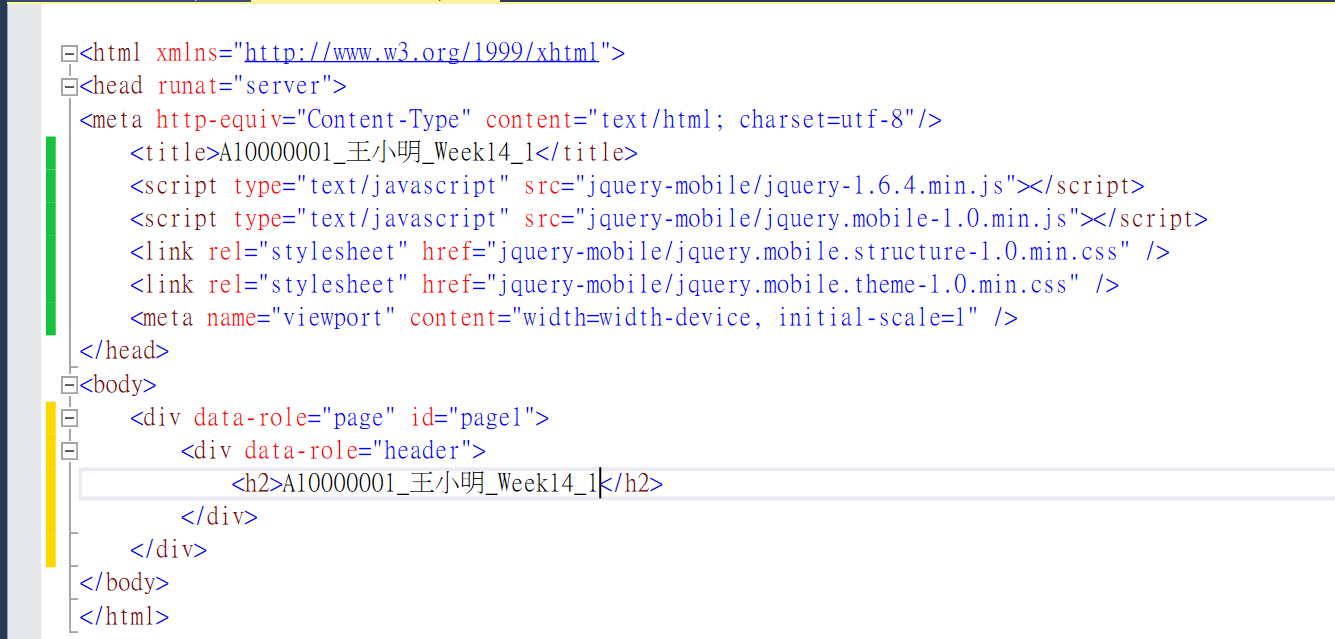 <html xmlns="http://www.w3.org/1999/xhtml">
<head runat="server">
<meta http-equiv="Content-Type" content="text/html; charset=utf-8"/>
<title>A10000001_王小明_Week14_1</title>
<script type="text/javascript" src="jquery-mobile/jquery-1.6.4.min.js"></script>
<script type="text/javascript" src="jquery-mobile/jquery.mobile-1.0.min.js"></script>
<link rel="stylesheet" href="jquery-mobile/jquery.mobile.structure-1.0.min.css" />
<link rel="stylesheet" href="jquery-mobile/jquery.mobile.theme-1.0.min.css" />
<meta name="viewport" content="width=width-device, initial-scale=1" />
</head>
<body>
<div data-role="page" id="page1">
<div data-role="header">
<h2>A10000001_王小明_Week14_1</h2>
</div>
</div>
</body>
</html>